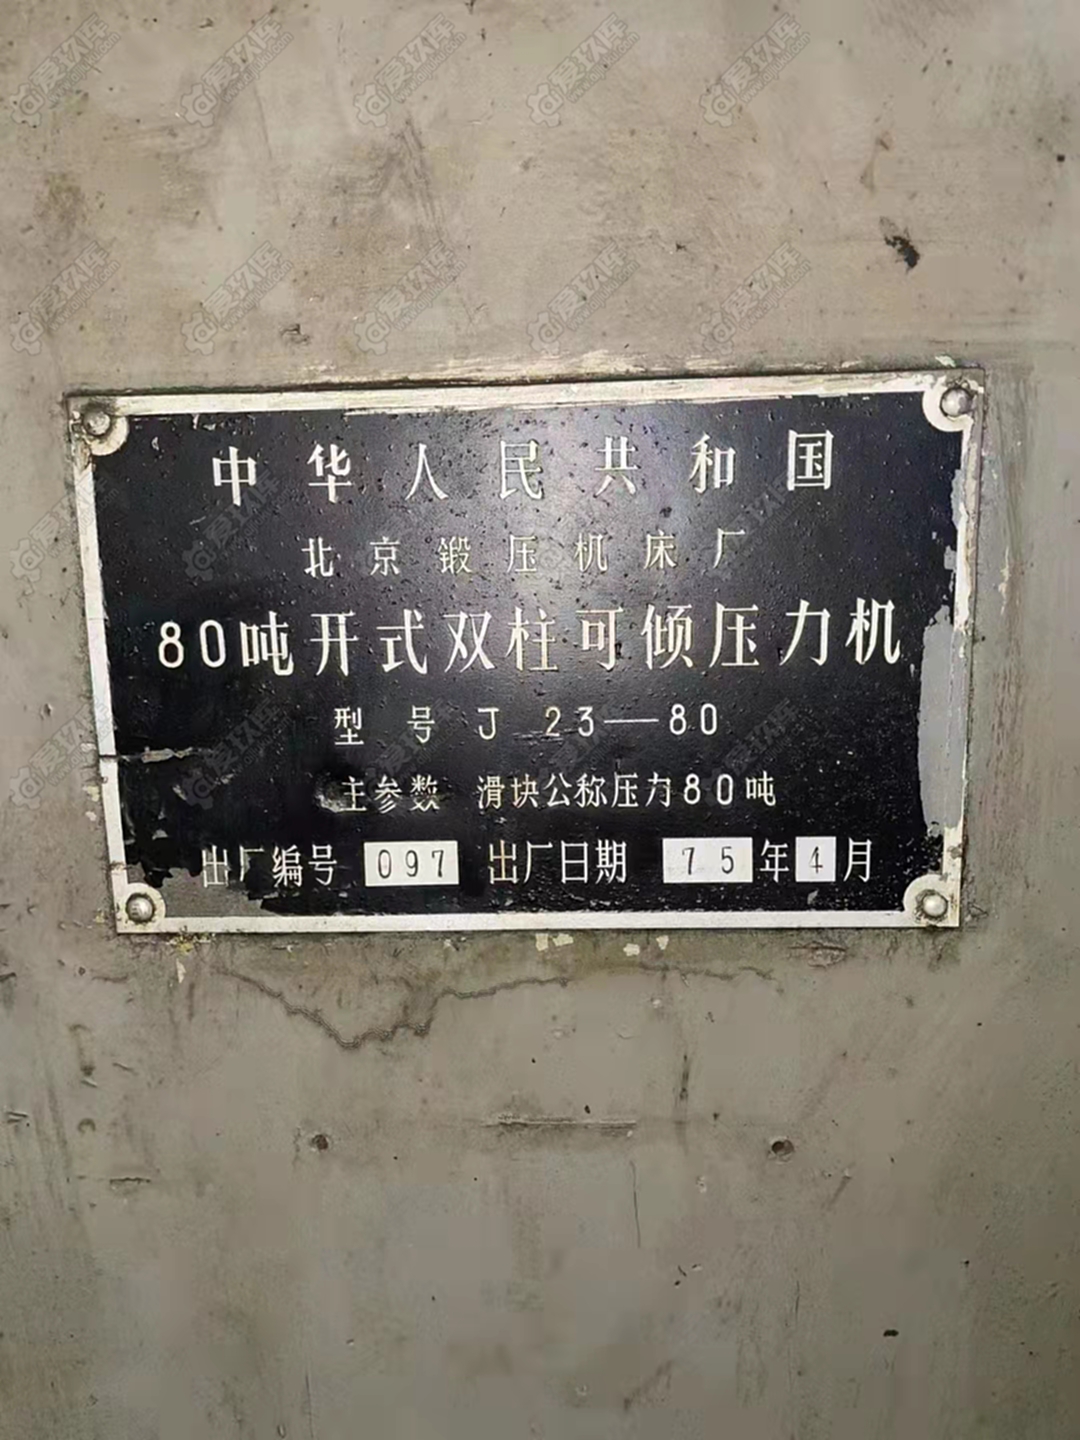 中华人民共和国
北京锻压机床厂
80吨开式双柱可倾压力机
型号 J 23—80
主参数 滑块公称压力80吨
出厂编号 097 出厂日期 75年4月